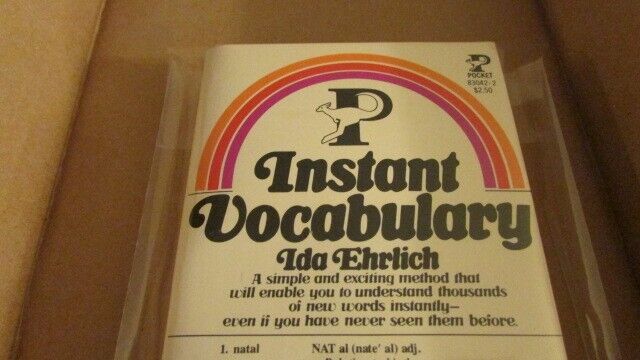 P
POCKET
83042-2
$2.50
P
Instant
Vocabulary
Ida Ehrlich
A simple and exciting method that
will enable you to understand thousands
of new words instantly—
even if you have never seen them before.
1. natal NAT al (nate' al) adj.